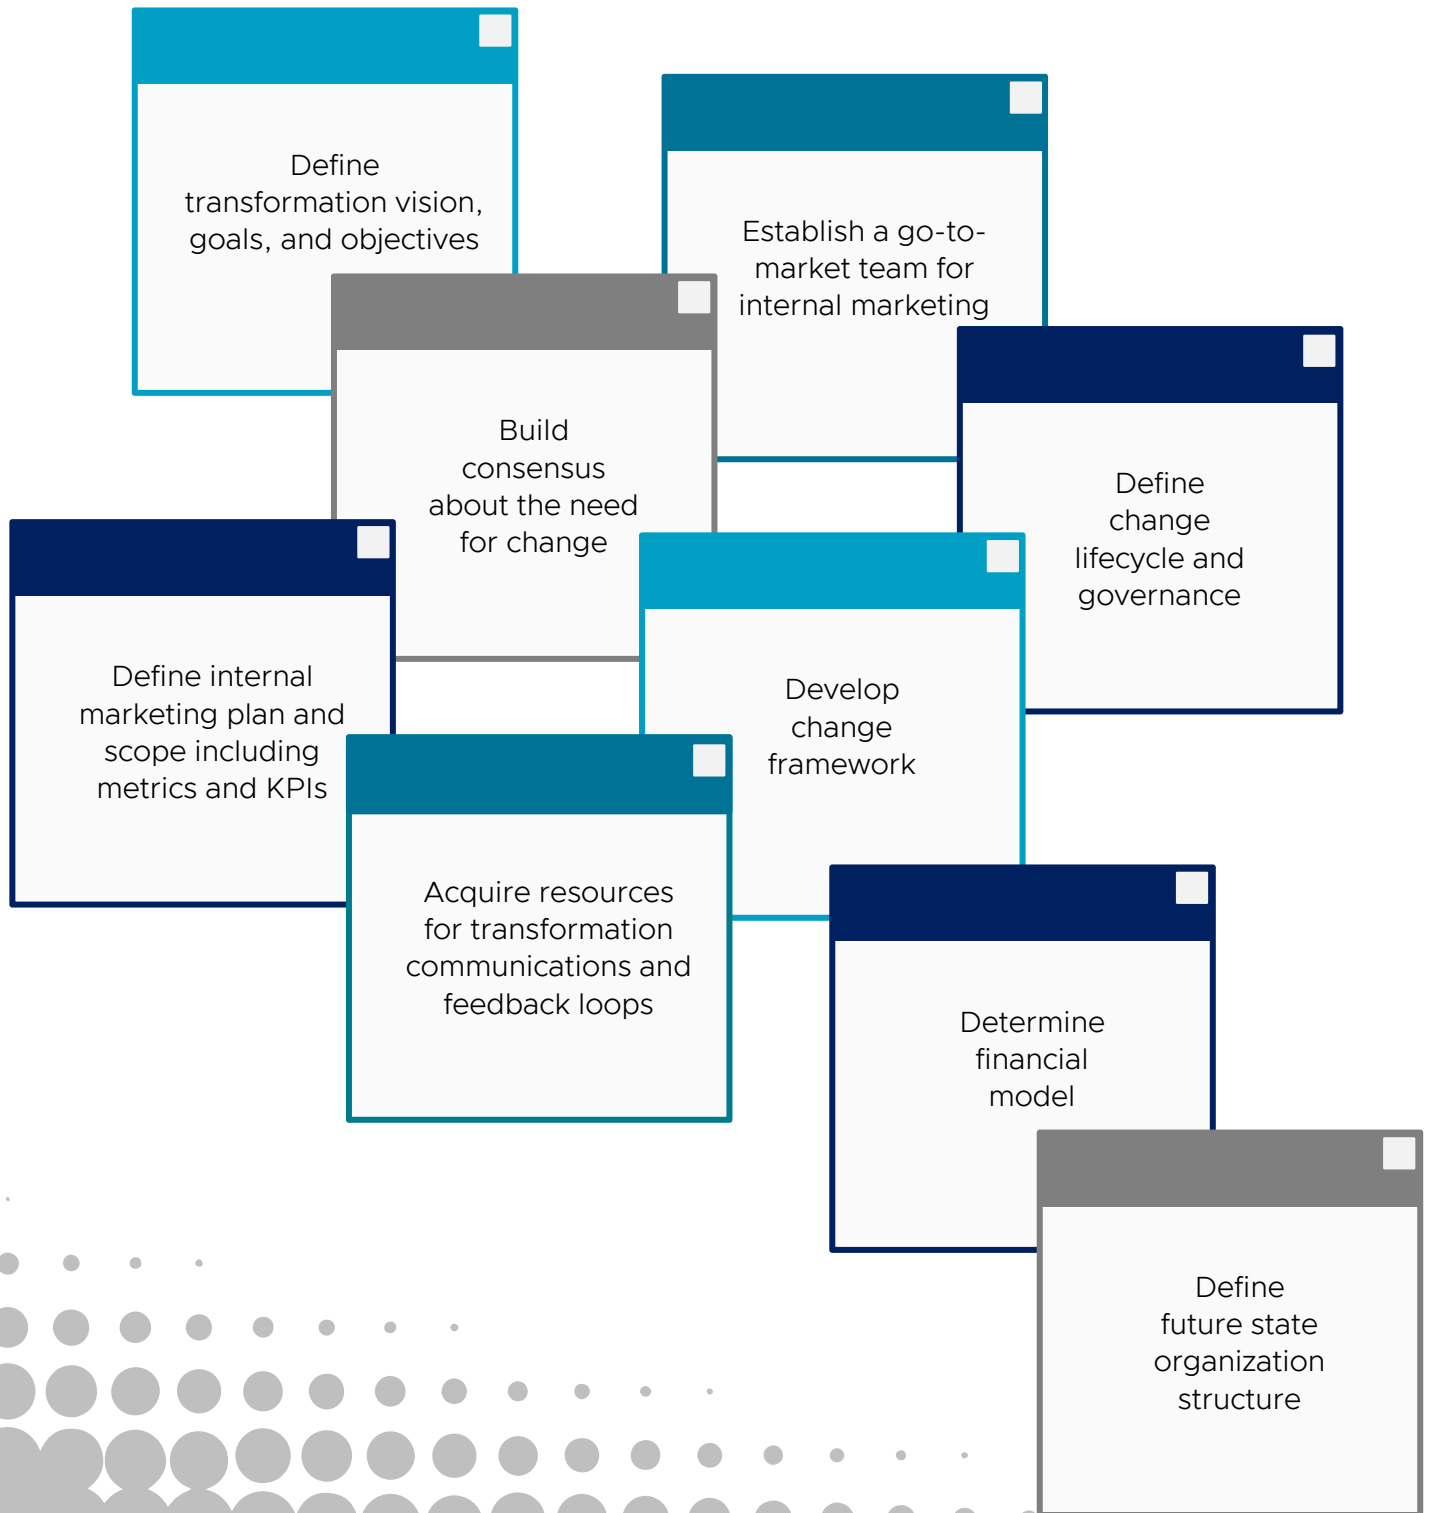 Define
transformation vision,
goals, and objectives
Establish a go-to-
market team for
internal marketing
Build
consensus
about the need
for change
Define
change
lifecycle and
governance
Define internal
marketing plan and
scope including
metrics and KPIs
Develop
change
framework
Acquire resources
for transformation
communications and
feedback loops
Determine
financial
model
Define
future state
organization
structure